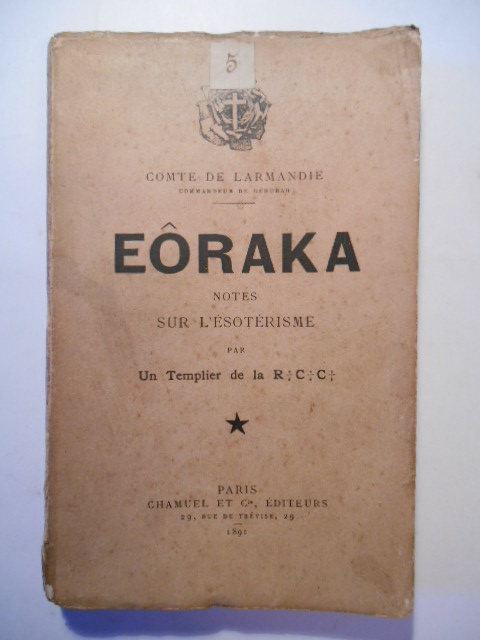 5
COMTE DE LARMANDIE
COMMANDEUR DE GEBURAH
EÔRAKA
NOTES
SUR L'ÉSOTÉRISME
PAR
Un Templier de la R☩C☩C☩
★
PARIS
CHAMUEL ET Cie, ÉDITEURS
29, RUE DE TRÉVISE, 29
1891